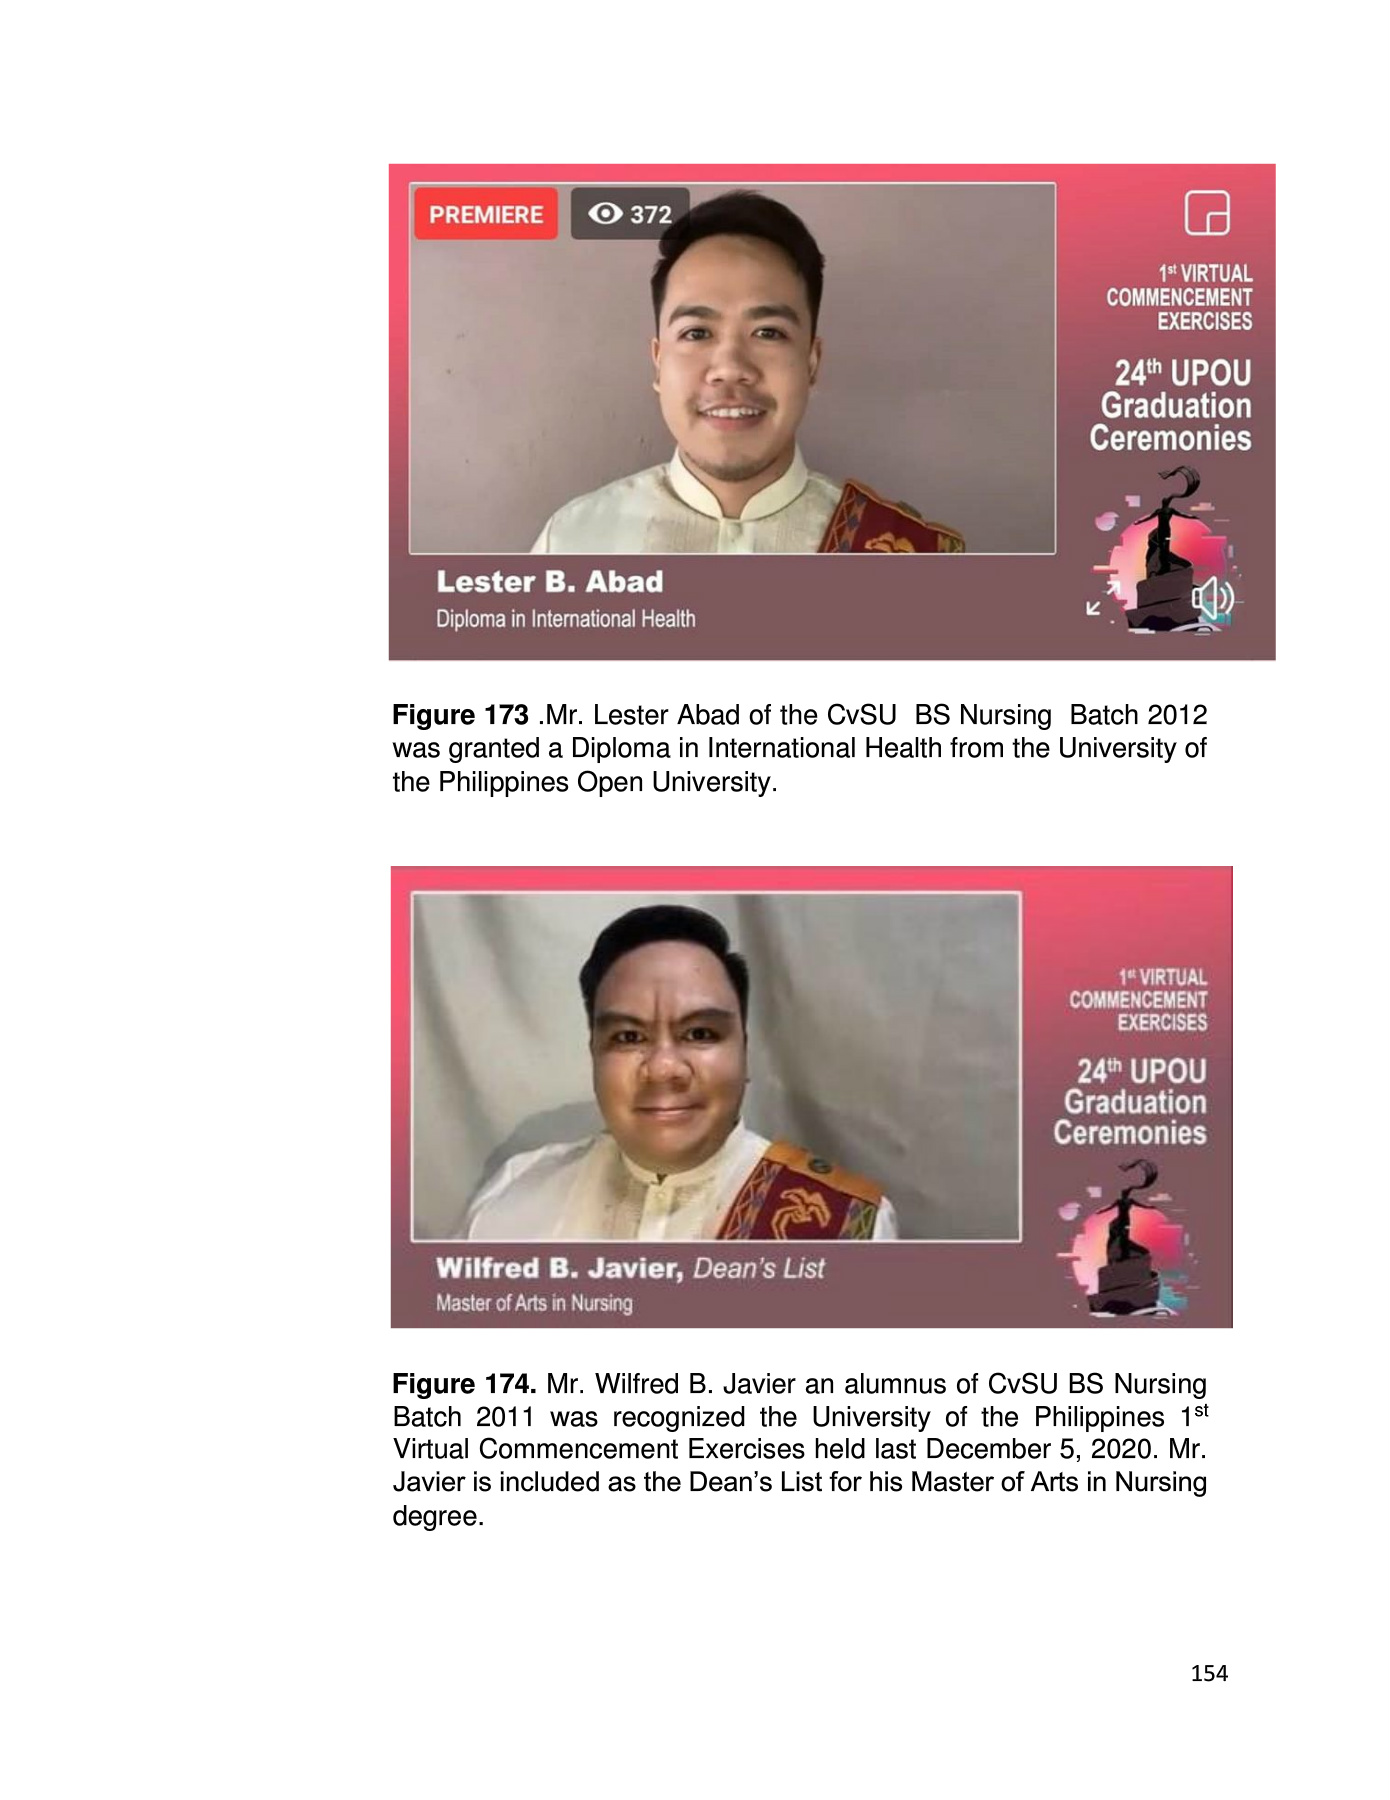 PREMIERE 372
1st VIRTUAL
COMMENCEMENT
EXERCISES
24th UPOU
Graduation
Ceremonies
Lester B. Abad
Diploma in International Health
Figure 173 .Mr. Lester Abad of the CvSU BS Nursing Batch 2012
was granted a Diploma in International Health from the University of
the Philippines Open University.
1st VIRTUAL
COMMENCEMENT
EXERCISES
24th UPOU
Graduation
Ceremonies
Wilfred B. Javier, Dean's List
Master of Arts in Nursing
Figure 174. Mr. Wilfred B. Javier an alumnus of CvSU BS Nursing
Batch 2011 was recognized the University of the Philippines 1st
Virtual Commencement Exercises held last December 5, 2020. Mr.
Javier is included as the Dean’s List for his Master of Arts in Nursing
degree.
154